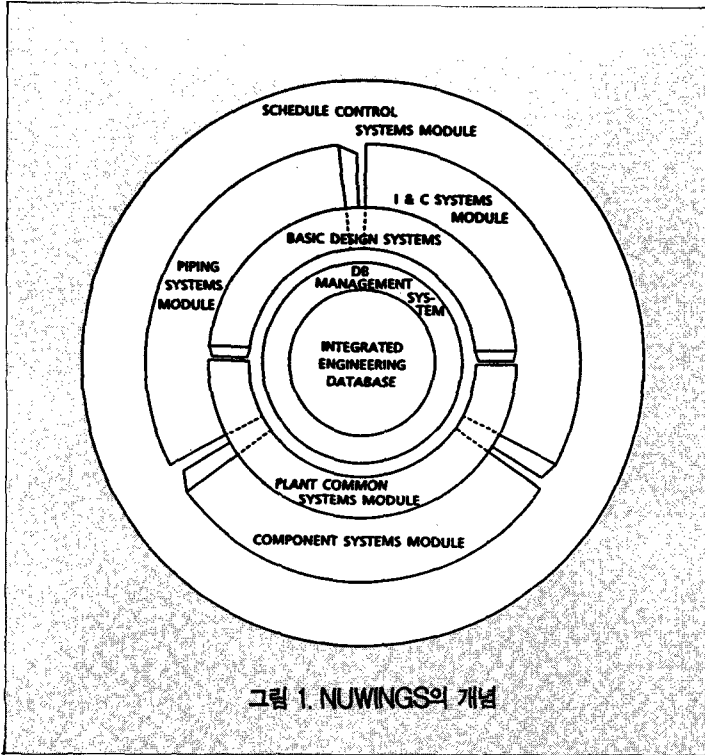 SCHEDULE CONTROL
SYSTEMS MODULE
I & C SYSTEMS
MODULE
BASIC DESIGN SYSTEMS
PIPING
SYSTEMS
MODULE
DB
MANAGEMENT
SYS-
TEM
INTEGRATED
ENGINEERING
DATABASE
PLANT COMMON
SYSTEMS MODULE
COMPONENT SYSTEMS MODULE
그림 1. NUWINGS의 개념